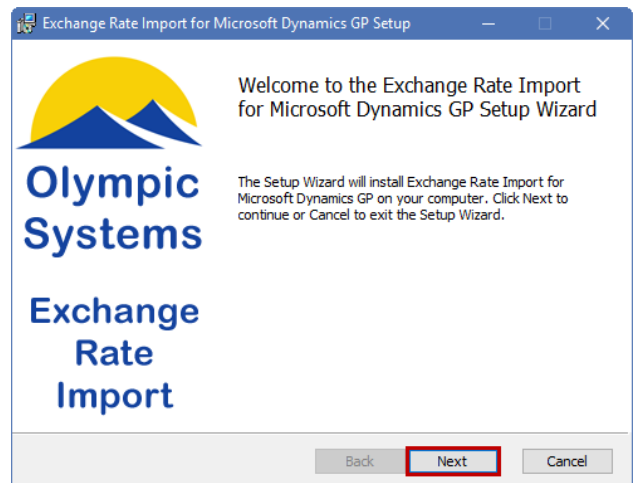 Exchange Rate Import for Microsoft Dynamics GP Setup
Welcome to the Exchange Rate Import
for Microsoft Dynamics GP Setup Wizard
Olympic
Systems
Exchange
Rate
Import
The Setup Wizard will install Exchange Rate Import for
Microsoft Dynamics GP on your computer. Click Next to
continue or Cancel to exit the Setup Wizard.
Back
Next
Cancel